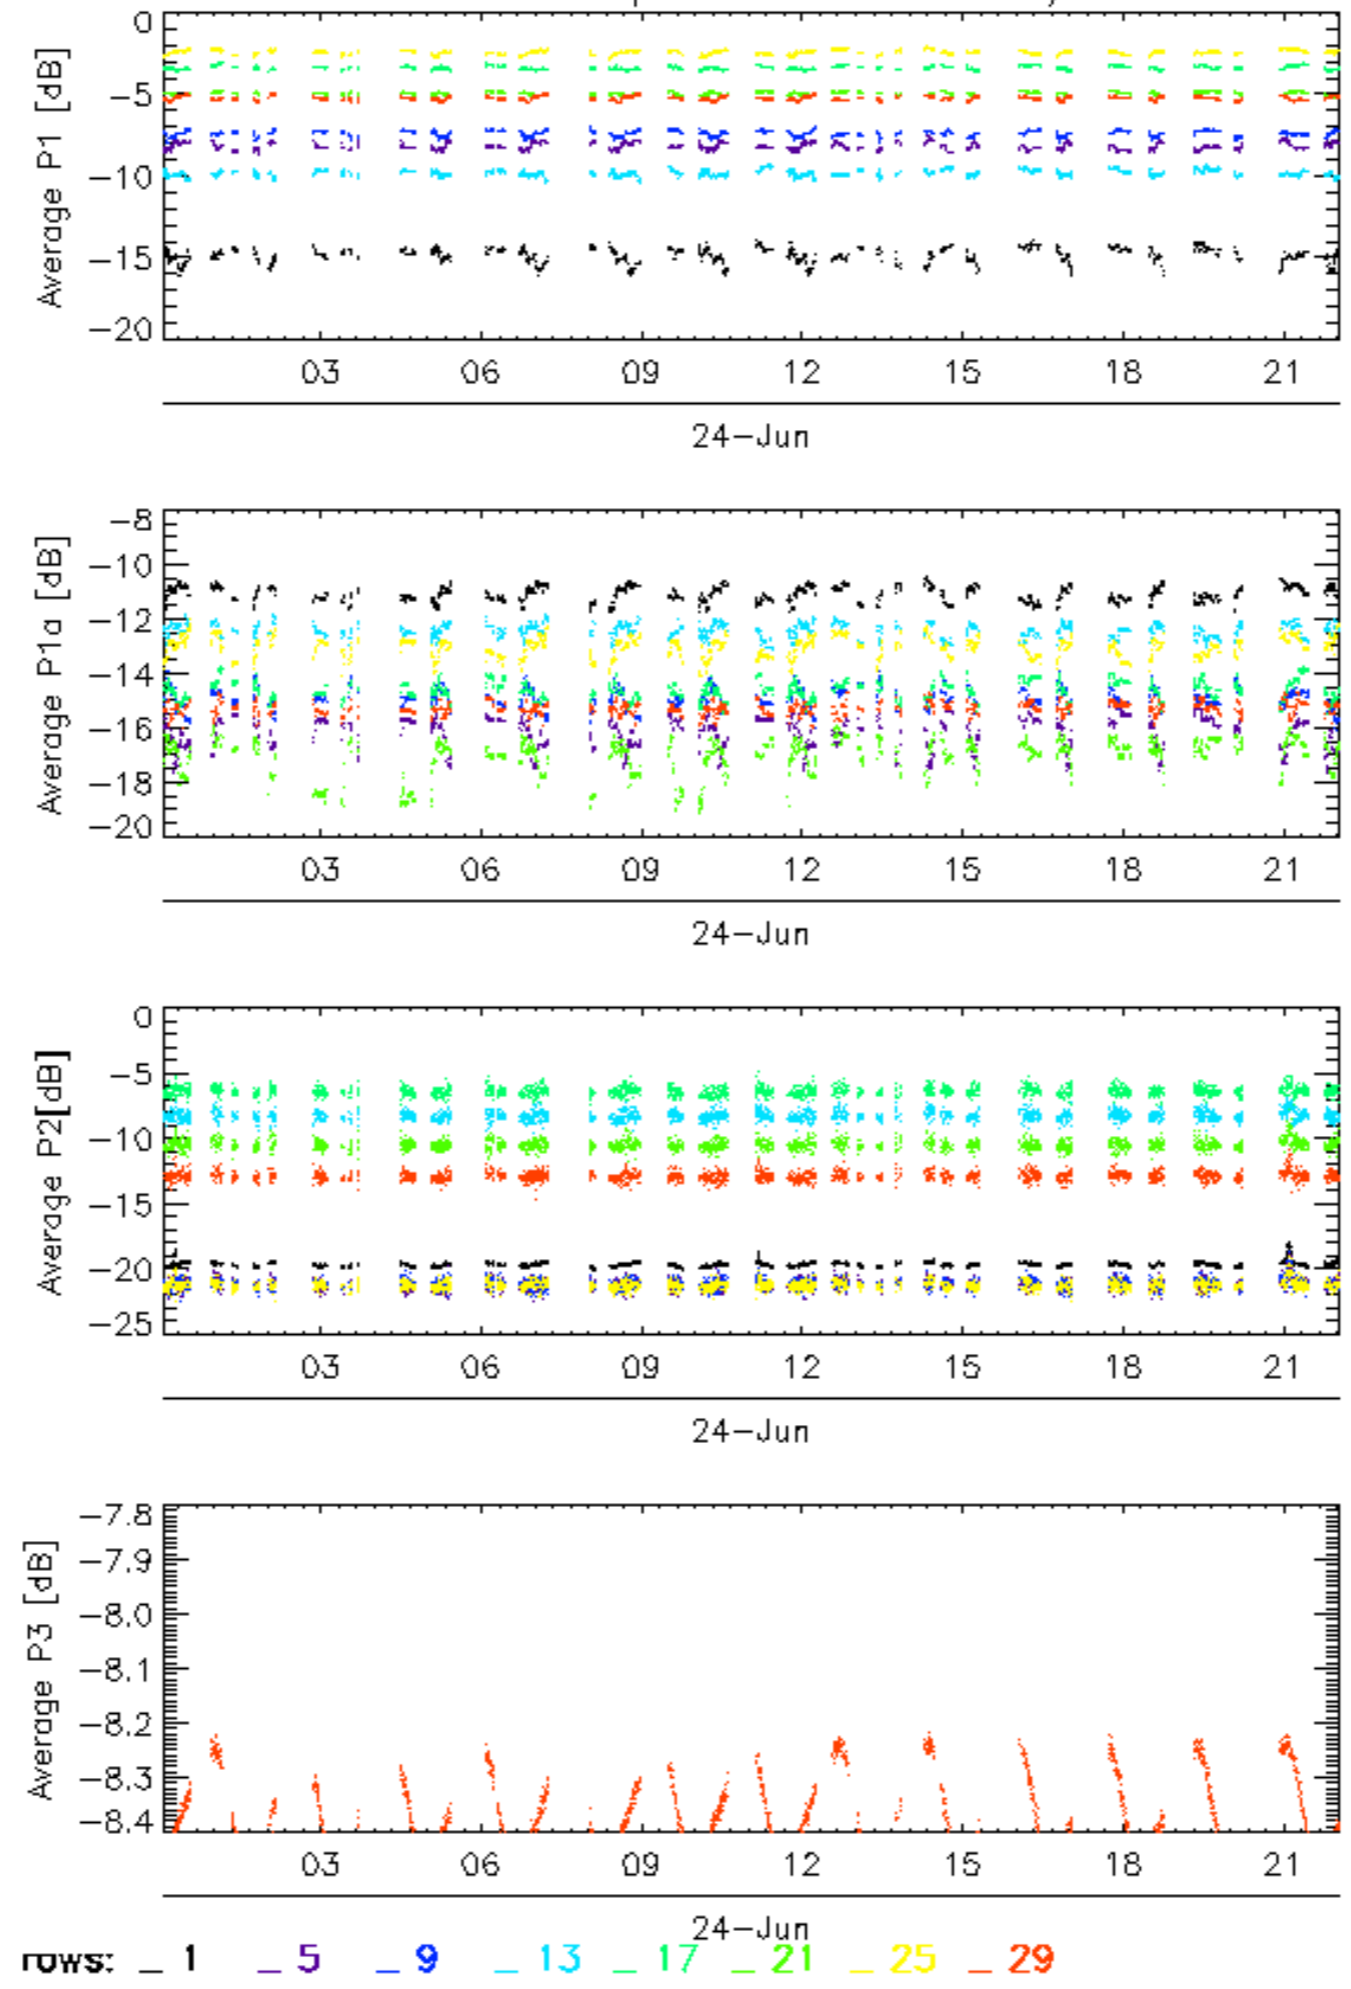 0
−5
−10
−15
−20
Average P1 [dB]
03 06 09 12 15 18 21
24−Jun
−8
−10
−12
−14
−16
−18
−20
Average P1a [dB]
03 06 09 12 15 18 21
24−Jun
0
−5
−10
−15
−20
−25
Average P2[dB]
03 06 09 12 15 18 21
24−Jun
−7.8
−7.9
−8.0
−8.1
−8.2
−8.3
−8.4
Average P3 [dB]
03 06 09 12 15 18 21
24−Jun
rows: _ 1 _ 5 _ 9 _ 13 _ 17 _ 21 _ 25 _ 29